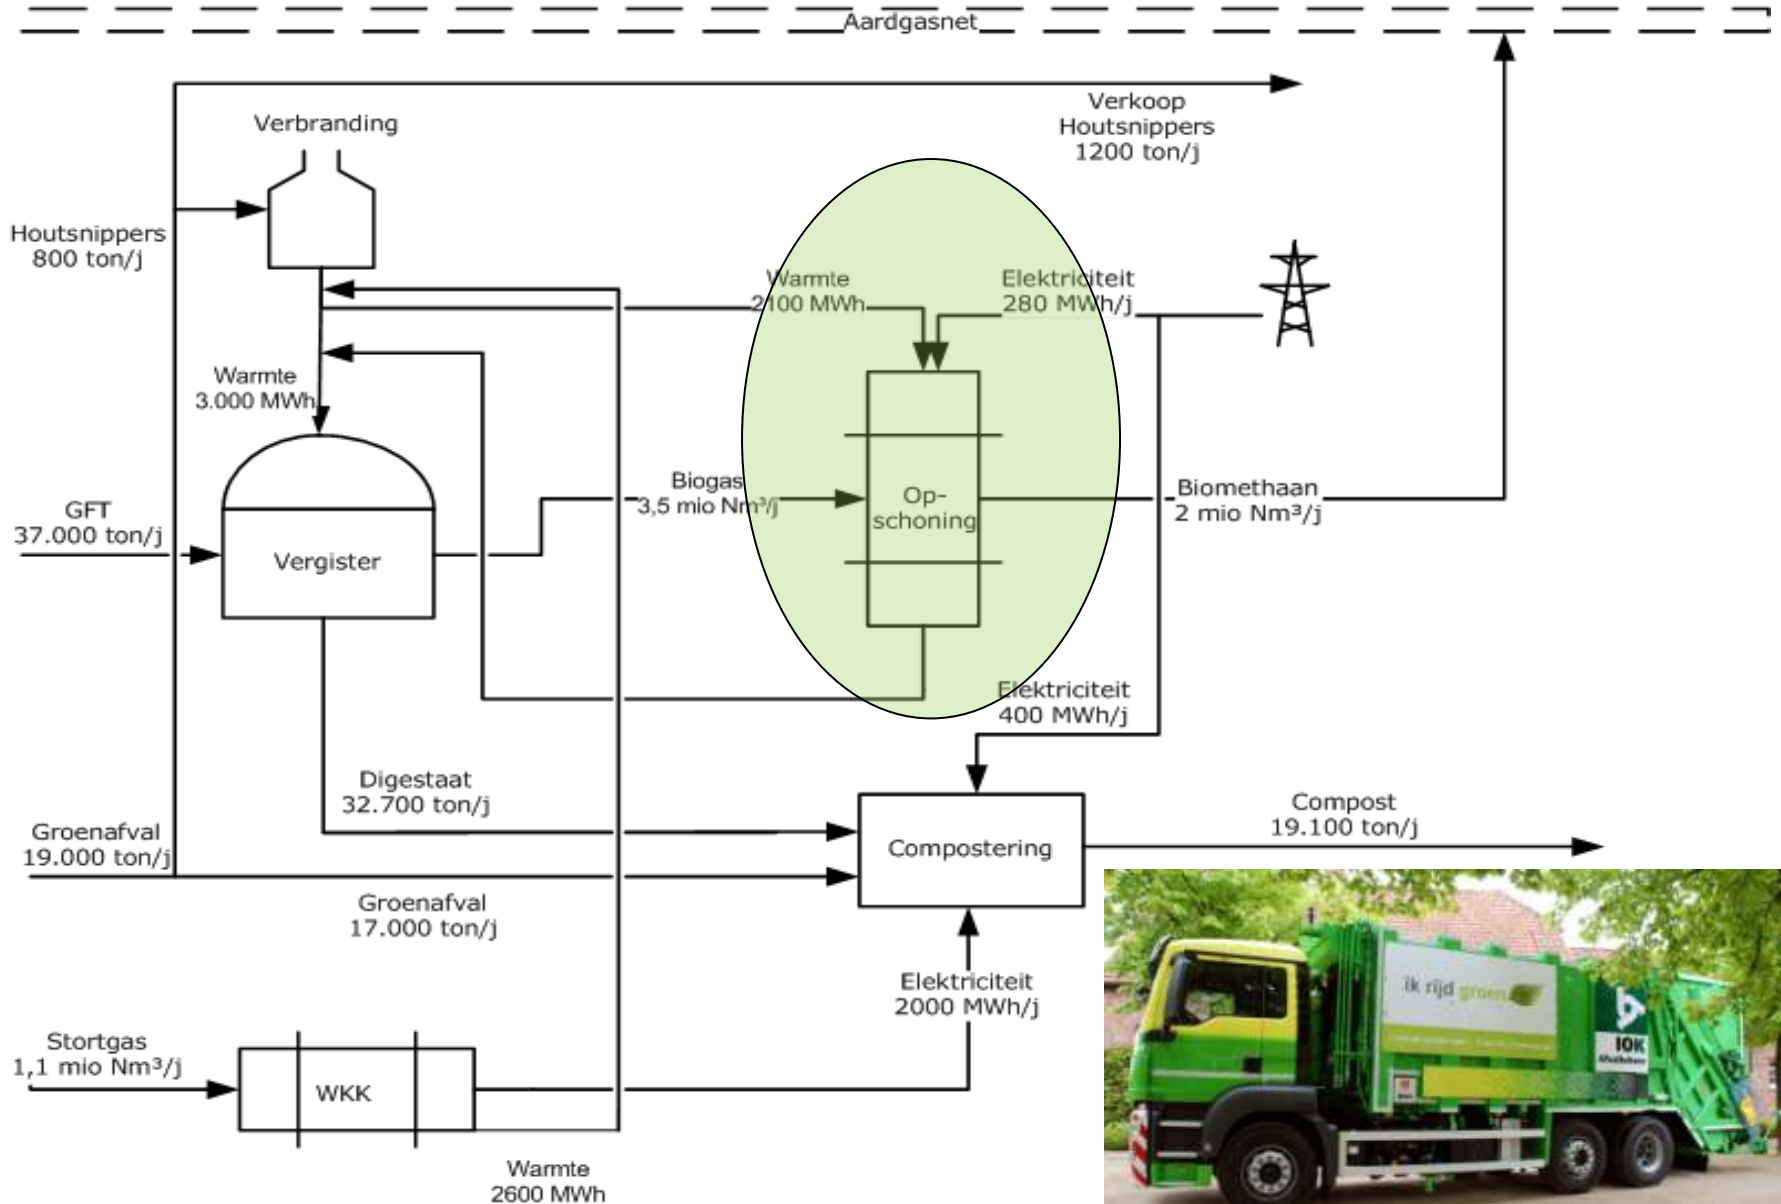 Aardgasnet
Verkoop
Houtsnippers
1200 ton/j
Verbranding
Houtsnippers
800 ton/j
Warmte
2100 MWh
Elektriciteit
280 MWh/j
Warmte
3.000 MWh
GFT
37.000 ton/j
Vergister
Biogas
3,5 mio Nm³/j
Op-
schoning
Biomethaan
2 mio Nm³/j
Elektriciteit
400 MWh/j
Digestaat
32.700 ton/j
Groenafval
19.000 ton/j
Compostering
Compost
19.100 ton/j
Groenafval
17.000 ton/j
Elektriciteit
2000 MWh/j
Stortgas
1,1 mio Nm³/j
WKK
Warmte
2600 MWh
ik rijd groen
IOK